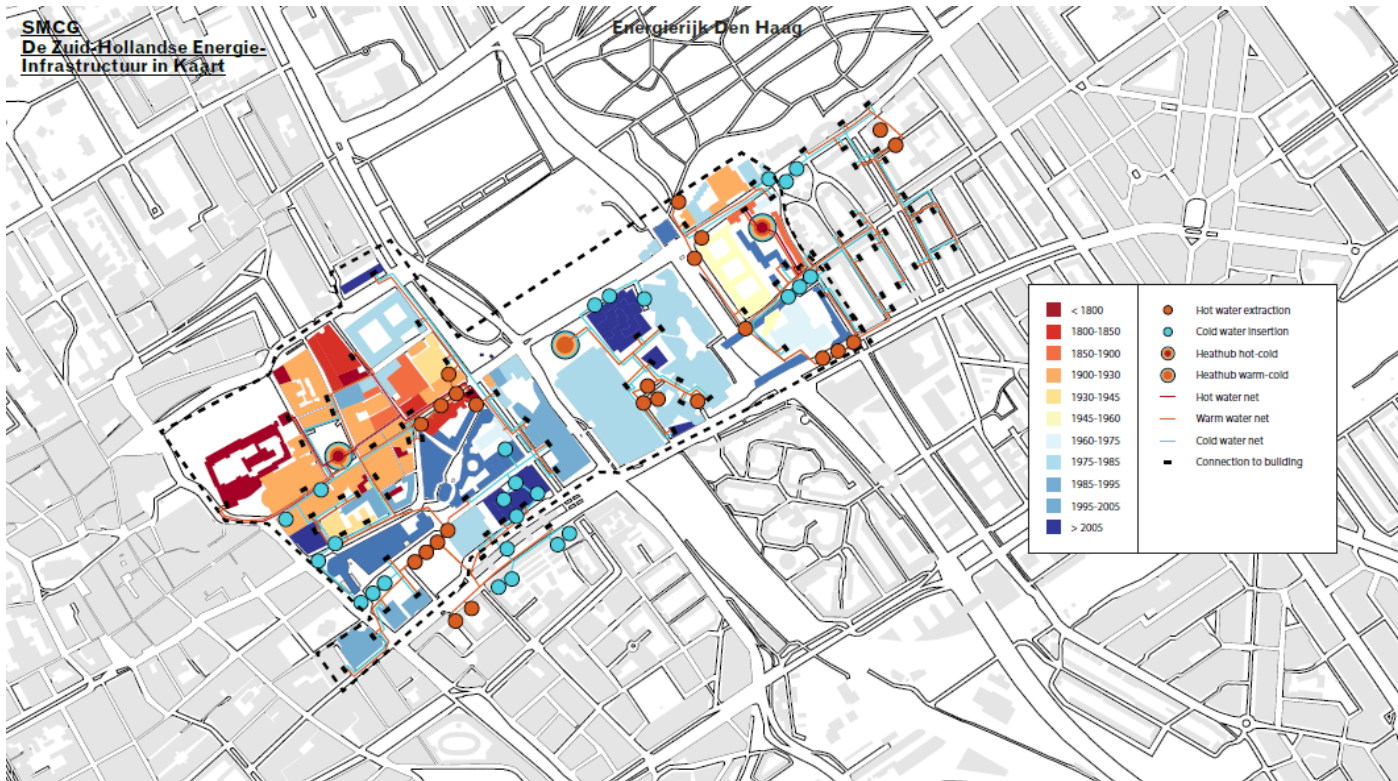 SMCG
De Zuid-Hollandse Energie-
Infrastructuur in Kaart
Energierijk Den Haag
< 1800
1800-1850
1850-1900
1900-1930
1930-1945
1945-1960
1960-1975
1975-1985
1985-1995
1995-2005
> 2005
Hot water extraction
Cold water insertion
Heathub hot-cold
Heathub warm-cold
Hot water net
Warm water net
Cold water net
Connection to building